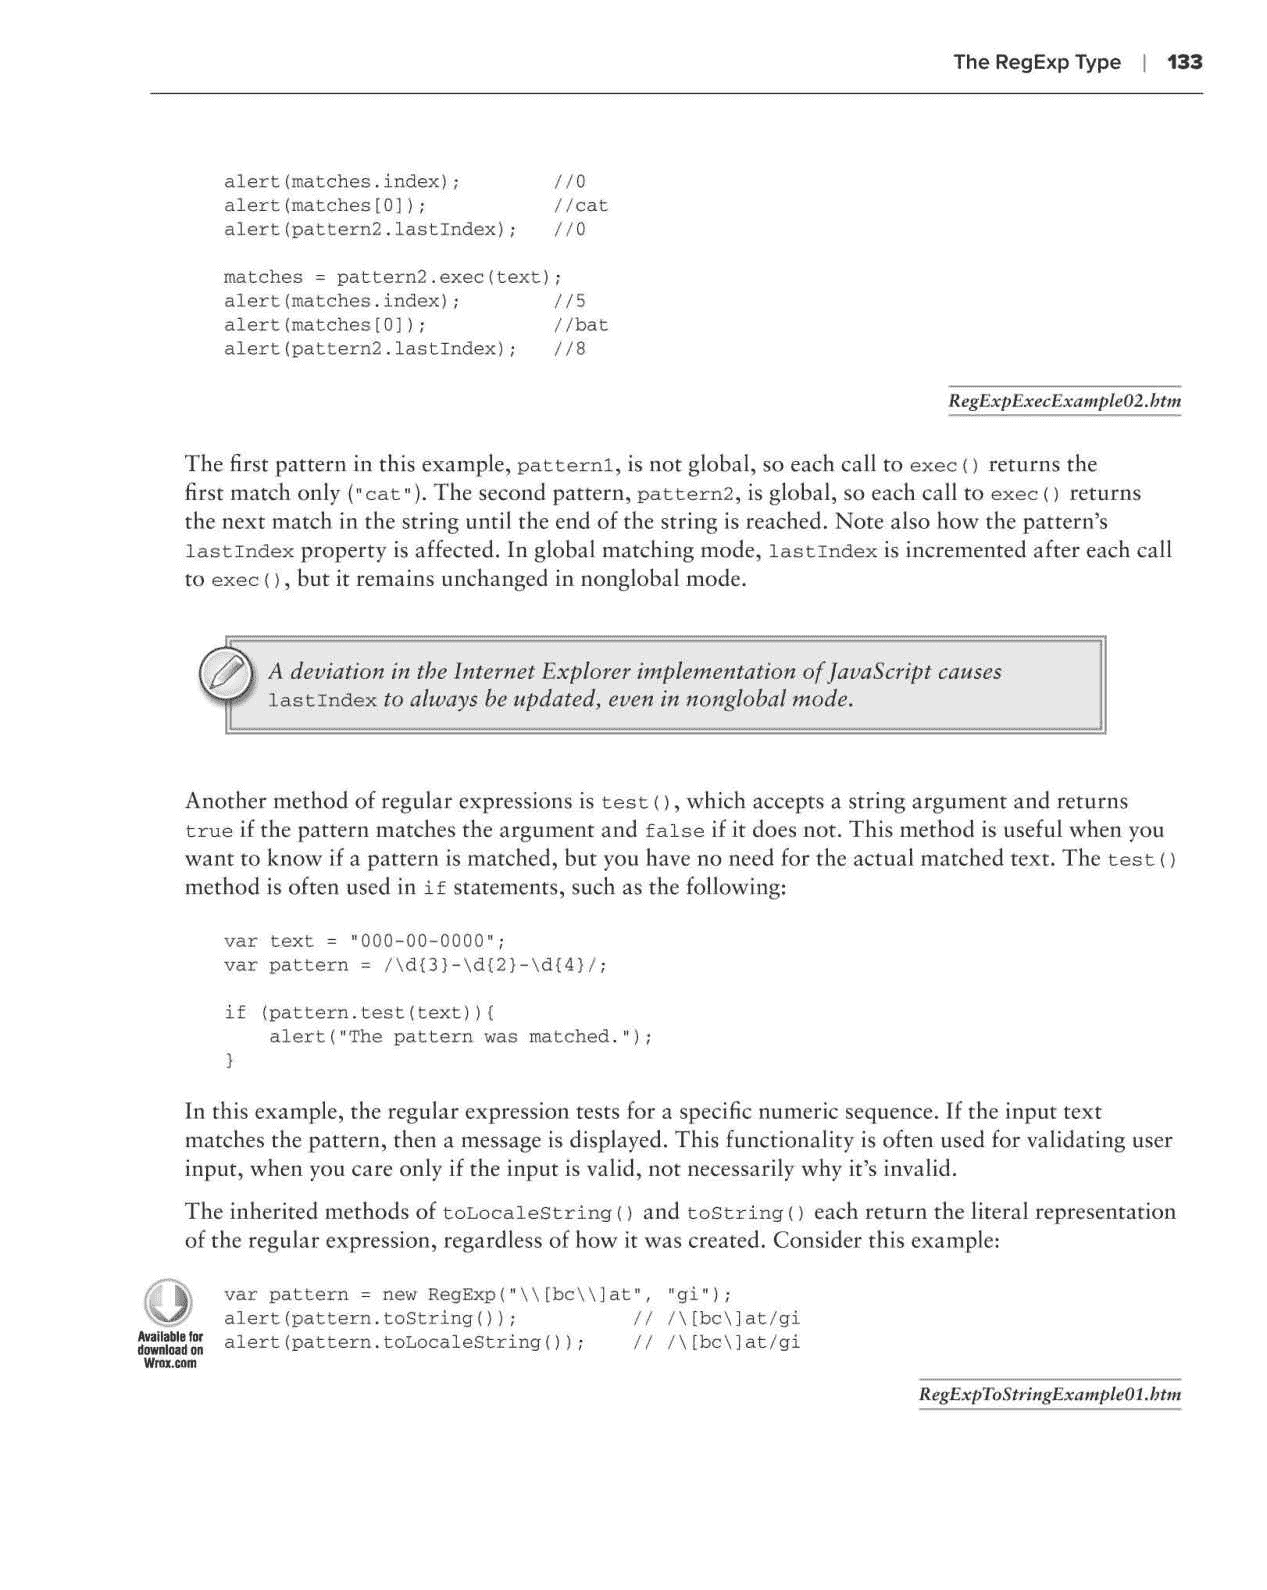 The RegExp Type | 133
alert(matches.index);        //0
alert(matches[0]);           //cat
alert(pattern2.lastIndex);   //0
matches = pattern2.exec(text);
alert(matches.index);        //5
alert(matches[0]);           //bat
alert(pattern2.lastIndex);   //8
RegExpExecExample02.htm
The first pattern in this example, pattern1, is not global, so each call to exec() returns the
first match only ("cat"). The second pattern, pattern2, is global, so each call to exec() returns
the next match in the string until the end of the string is reached. Note also how the pattern's
lastIndex property is affected. In global matching mode, lastIndex is incremented after each call
to exec(), but it remains unchanged in nonglobal mode.
A deviation in the Internet Explorer implementation of JavaScript causes
lastIndex to always be updated, even in nonglobal mode.
Another method of regular expressions is test(), which accepts a string argument and returns
true if the pattern matches the argument and false if it does not. This method is useful when you
want to know if a pattern is matched, but you have no need for the actual matched text. The test()
method is often used in if statements, such as the following:
var text = "000-00-0000";
var pattern = /\d{3}-\d{2}-\d{4}/;
if (pattern.test(text)){
    alert("The pattern was matched.");
}
In this example, the regular expression tests for a specific numeric sequence. If the input text
matches the pattern, then a message is displayed. This functionality is often used for validating user
input, when you care only if the input is valid, not necessarily why it's invalid.
The inherited methods of toLocaleString() and toString() each return the literal representation
of the regular expression, regardless of how it was created. Consider this example:
var pattern = new RegExp("\\[bc\\]at", "gi");
alert(pattern.toString());          // /\[bc\]at/gi
alert(pattern.toLocaleString());    // /\[bc\]at/gi
Available for
download on
Wrox.com
RegExpToStringExample01.htm